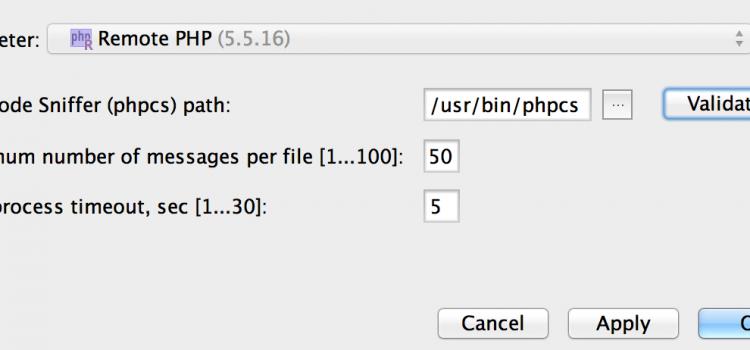 eter: php R Remote PHP (5.5.16)
ode Sniffer (phpcs) path: /usr/bin/phpcs ... Validat
num number of messages per file [1...100]: 50
process timeout, sec [1...30]: 5
Cancel Apply